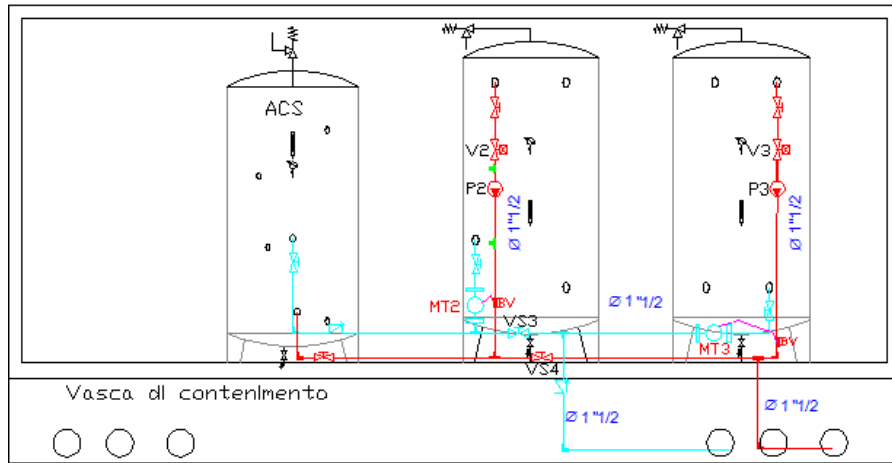 ACS
V2
V3
P2
P3
Ø 1"1/2
Ø 1"1/2
MT2
BV
Ø 1"1/2
VS3
MT3
BV
VS4
Vasca di contenimento
Ø 1"1/2
Ø 1"1/2